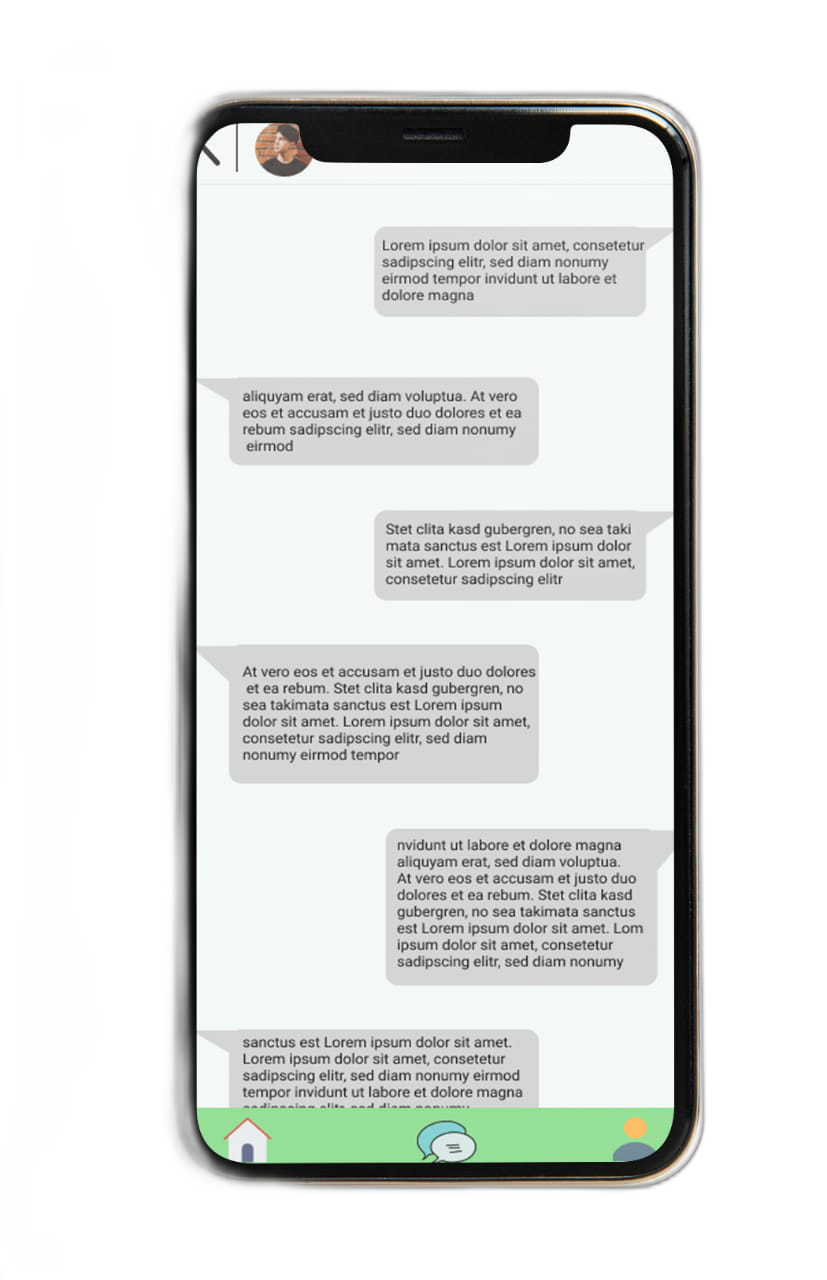 Lorem ipsum dolor sit amet, consetetur
sadipscing elitr, sed diam nonumy
eirmod tempor invidunt ut labore et
dolore magna
aliquyam erat, sed diam voluptua. At vero
eos et accusam et justo duo dolores et ea
rebum sadipscing elitr, sed diam nonumy
eirmod
Stet clita kasd gubergren, no sea taki
mata sanctus est Lorem ipsum dolor
sit amet. Lorem ipsum dolor sit amet,
consetetur sadipscing elitr
At vero eos et accusam et justo duo dolores
et ea rebum. Stet clita kasd gubergren, no
sea takimata sanctus est Lorem ipsum
dolor sit amet. Lorem ipsum dolor sit amet,
consetetur sadipscing elitr, sed diam
nonumy eirmod tempor
nvidunt ut labore et dolore magna
aliquyam erat, sed diam voluptua.
At vero eos et accusam et justo duo
dolores et ea rebum. Stet clita kasd
gubergren, no sea takimata sanctus
est Lorem ipsum dolor sit amet. Lom
ipsum dolor sit amet, consetetur
sadipscing elitr, sed diam nonumy
sanctus est Lorem ipsum dolor sit amet.
Lorem ipsum dolor sit amet, consetetur
sadipscing elitr, sed diam nonumy eirmod
tempor invidunt ut labore et dolore magna
sadipscing elitr, sed diam nonumy